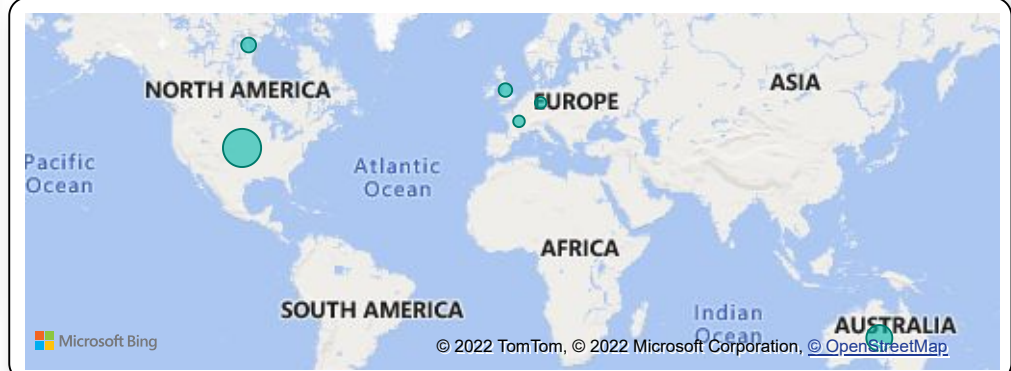 NORTH AMERICA
EUROPE
ASIA
Pacific
Ocean
Atlantic
Ocean
AFRICA
SOUTH AMERICA
Indian
Ocean
AUSTRALIA
Microsoft Bing
© 2022 TomTom, © 2022 Microsoft Corporation, © OpenStreetMap